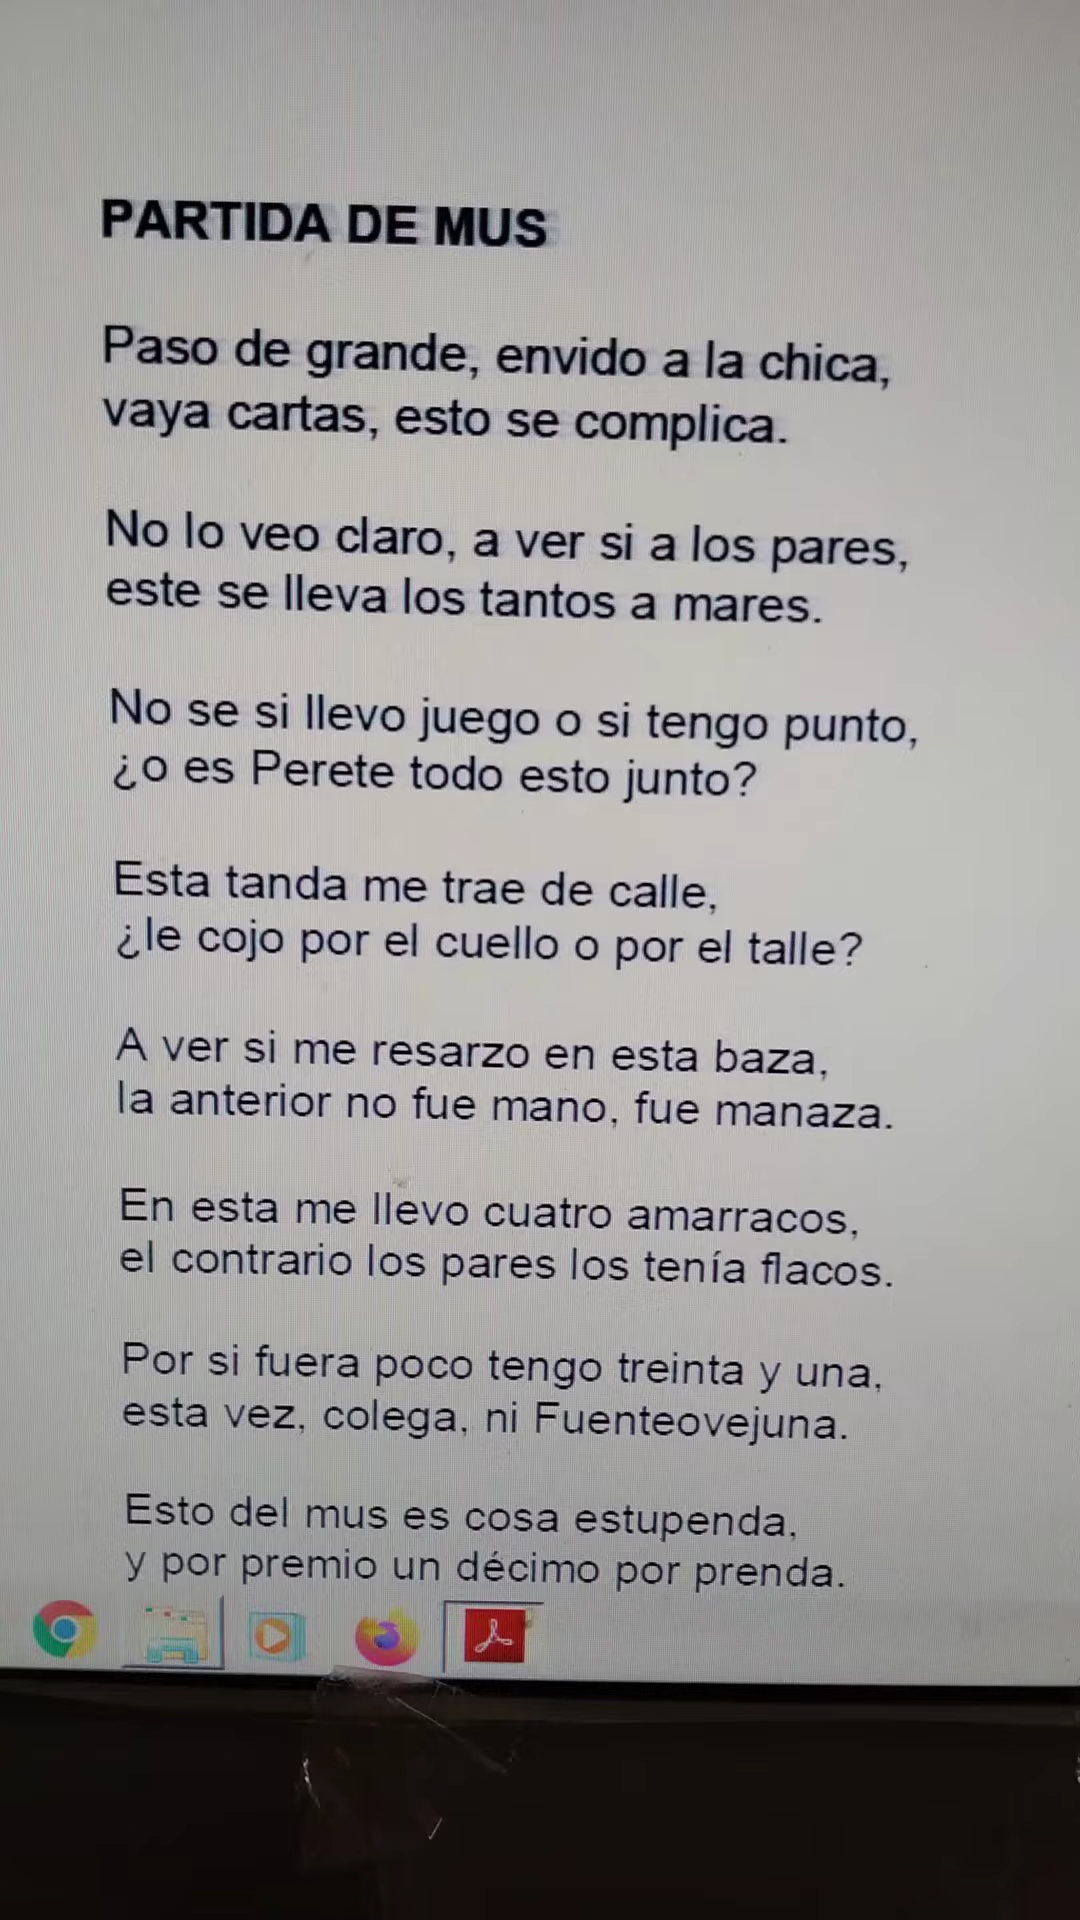 PARTIDA DE MUS
Paso de grande, envido a la chica,
vaya cartas, esto se complica.
No lo veo claro, a ver si a los pares,
este se lleva los tantos a mares.
No se si llevo juego o si tengo punto,
¿o es Perete todo esto junto?
Esta tanda me trae de calle,
¿le cojo por el cuello o por el talle?
A ver si me resarzo en esta baza,
la anterior no fue mano, fue manaza.
En esta me llevo cuatro amarracos,
el contrario los pares los tenía flacos.
Por si fuera poco tengo treinta y una,
esta vez, colega, ni Fuenteovejuna.
Esto del mus es cosa estupenda,
y por premio un décimo por prenda.